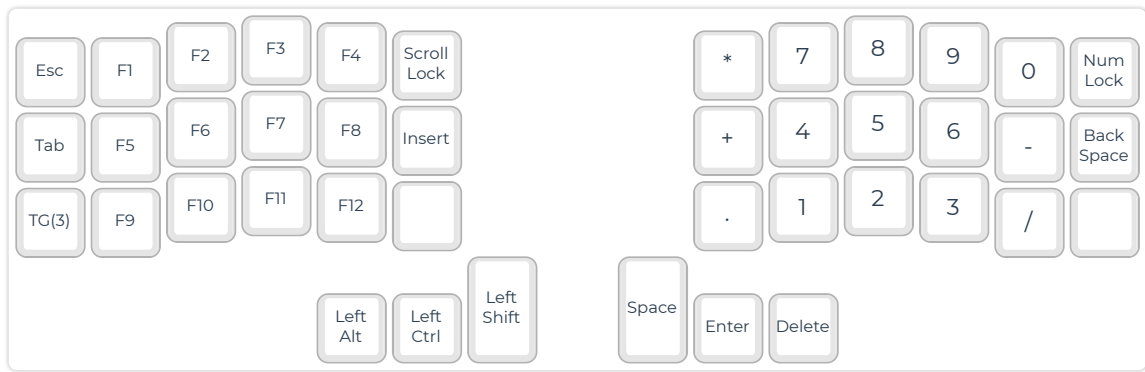 Esc F1 F2 F3 F4 Scroll Lock * 7 8 9 0 Num Lock
Tab F5 F6 F7 F8 Insert + 4 5 6 - Back Space
TG(3) F9 F10 F11 F12 . 1 2 3 /
Left Alt Left Ctrl Left Shift Space Enter Delete